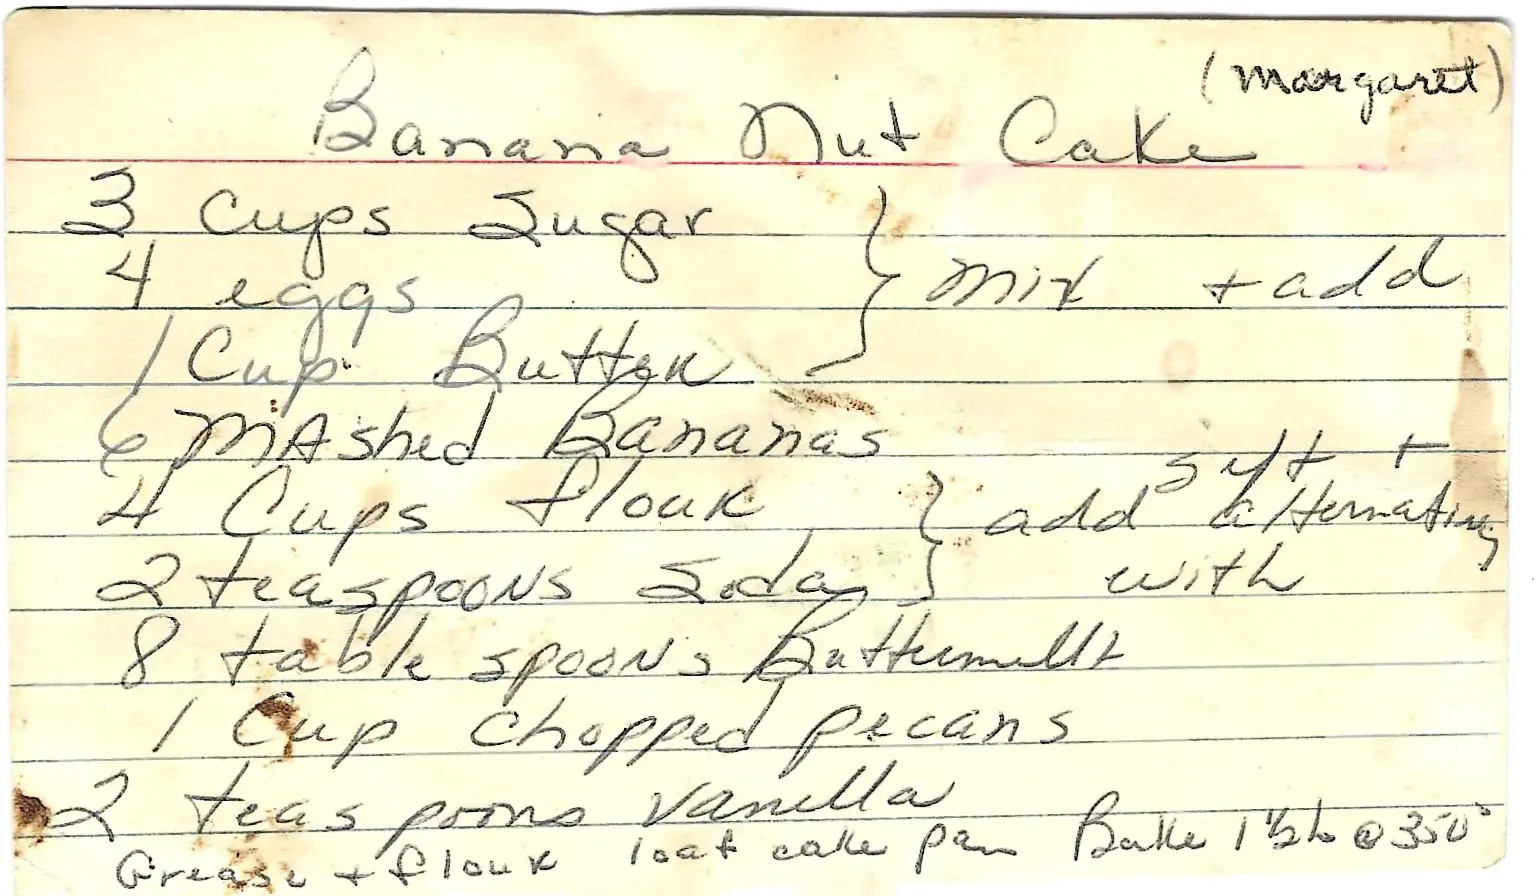 (Margaret)
Banana Nut Cake
3 Cups Sugar
4 eggs } Mix + add
1 Cup Butter
6 MAshed Bananas
4 Cups flour } sift + add alternating
2 teaspoons Soda with
8 table spoons Buttermilk
1 Cup chopped pecans
2 teaspoons vanilla
Grease + flour loaf cake pan Bake 1 1/2 h @ 350°